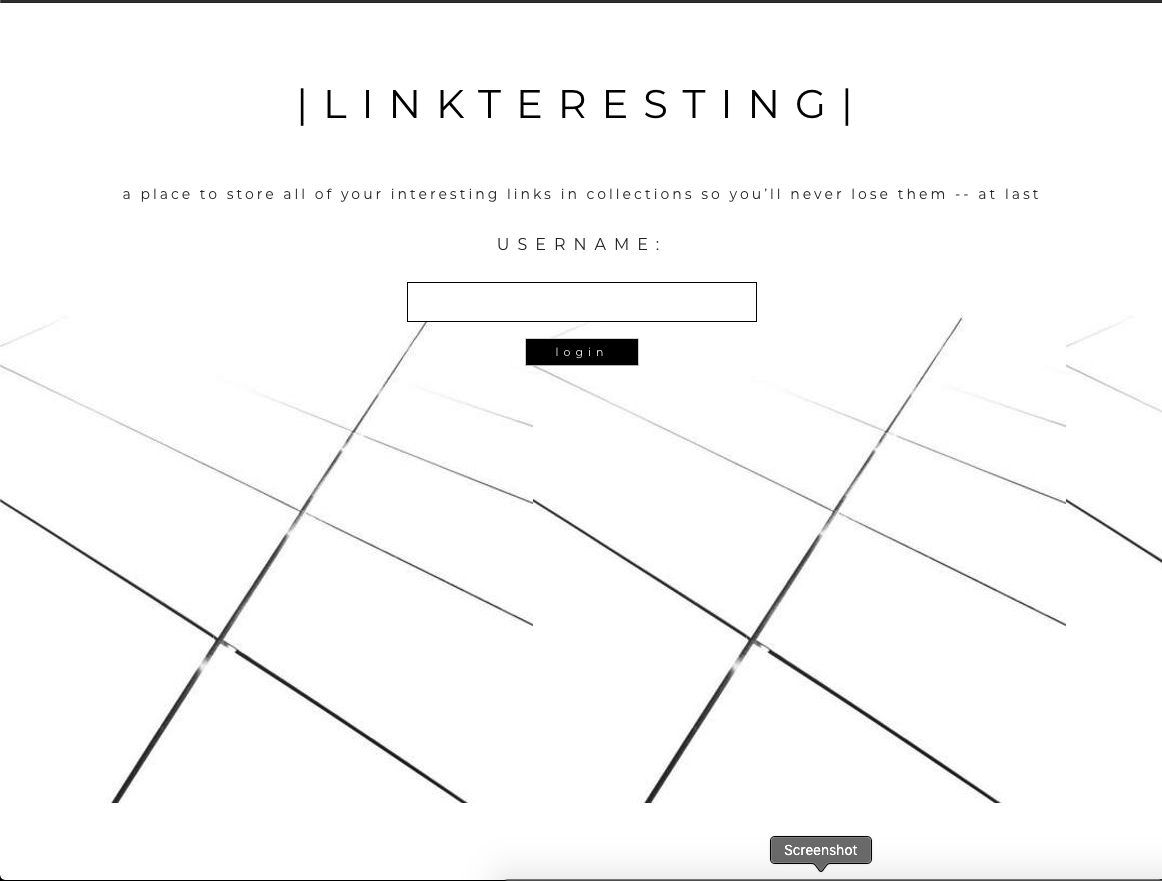 |LINKTERESTING|
a place to store all of your interesting links in collections so you'll never lose them -- at last
USERNAME:
login
Screenshot